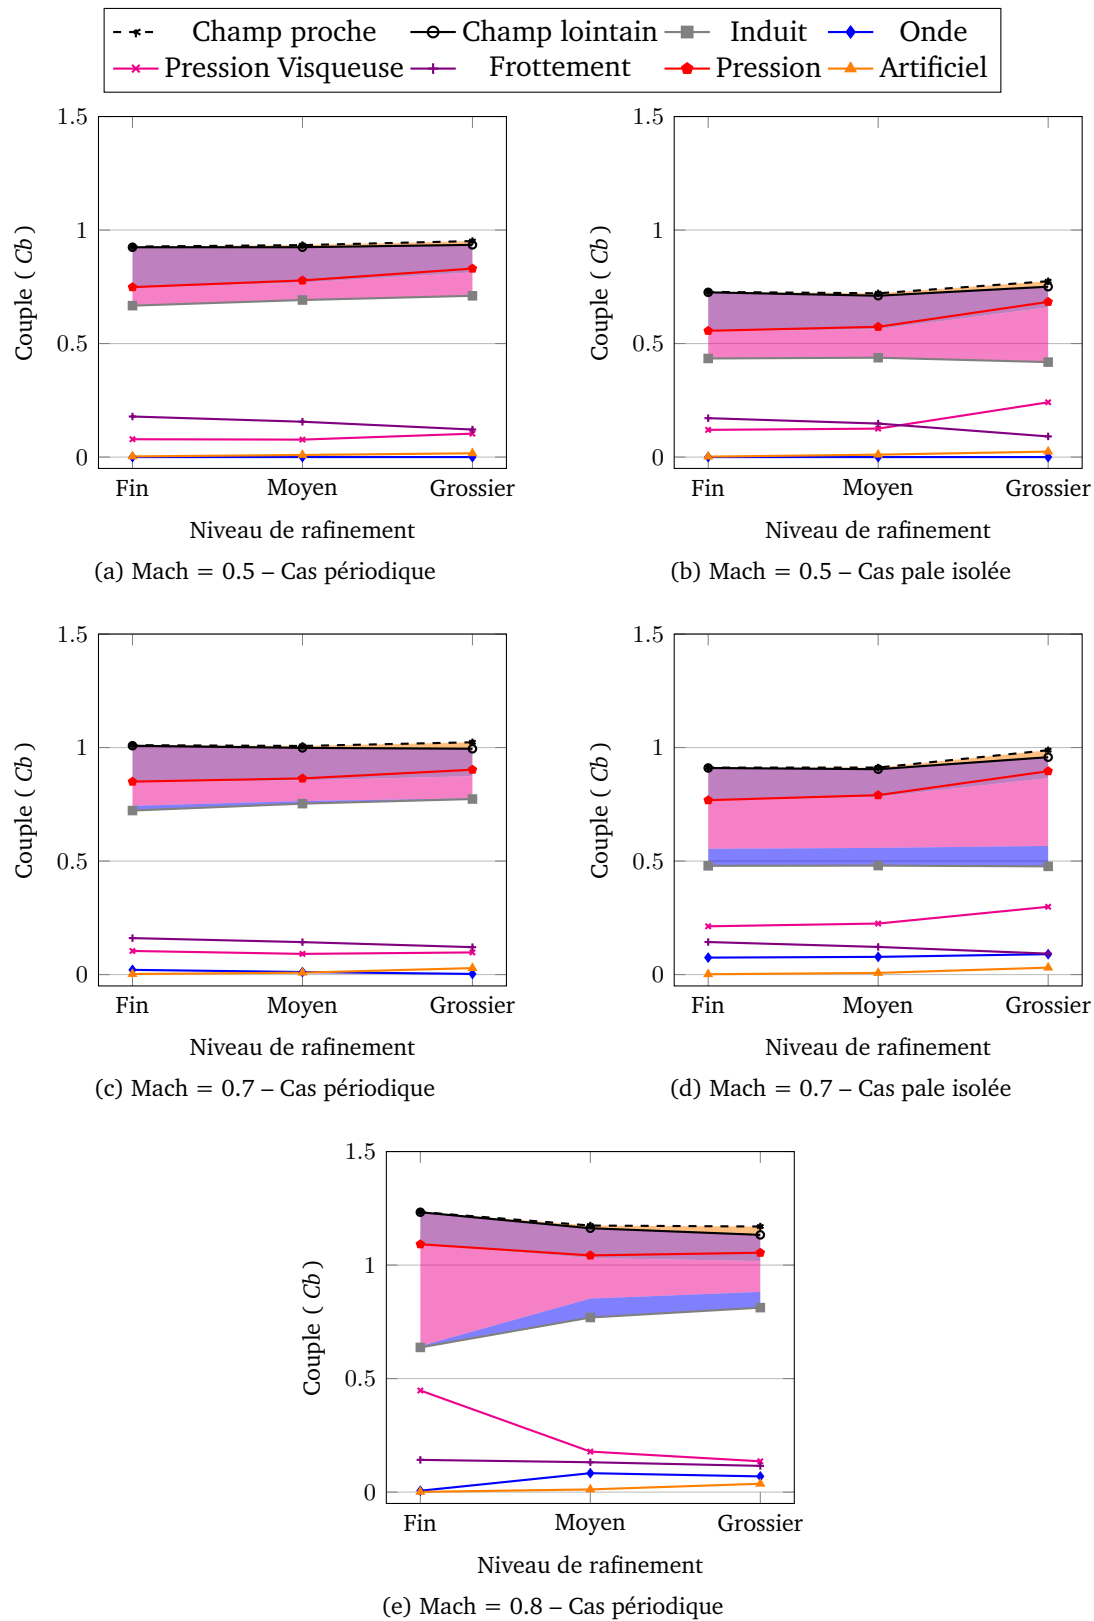 Champ proche Champ lointain Induit Onde
Pression Visqueuse Frottement Pression Artificiel
1.5
1
0.5
0
Couple ( Cb )
Fin Moyen Grossier
Niveau de rafinement
(a) Mach = 0.5 – Cas périodique
1.5
1
0.5
0
Couple ( Cb )
Fin Moyen Grossier
Niveau de rafinement
(b) Mach = 0.5 – Cas pale isolée
1.5
1
0.5
0
Couple ( Cb )
Fin Moyen Grossier
Niveau de rafinement
(c) Mach = 0.7 – Cas périodique
1.5
1
0.5
0
Couple ( Cb )
Fin Moyen Grossier
Niveau de rafinement
(d) Mach = 0.7 – Cas pale isolée
1.5
1
0.5
0
Couple ( Cb )
Fin Moyen Grossier
Niveau de rafinement
(e) Mach = 0.8 – Cas périodique